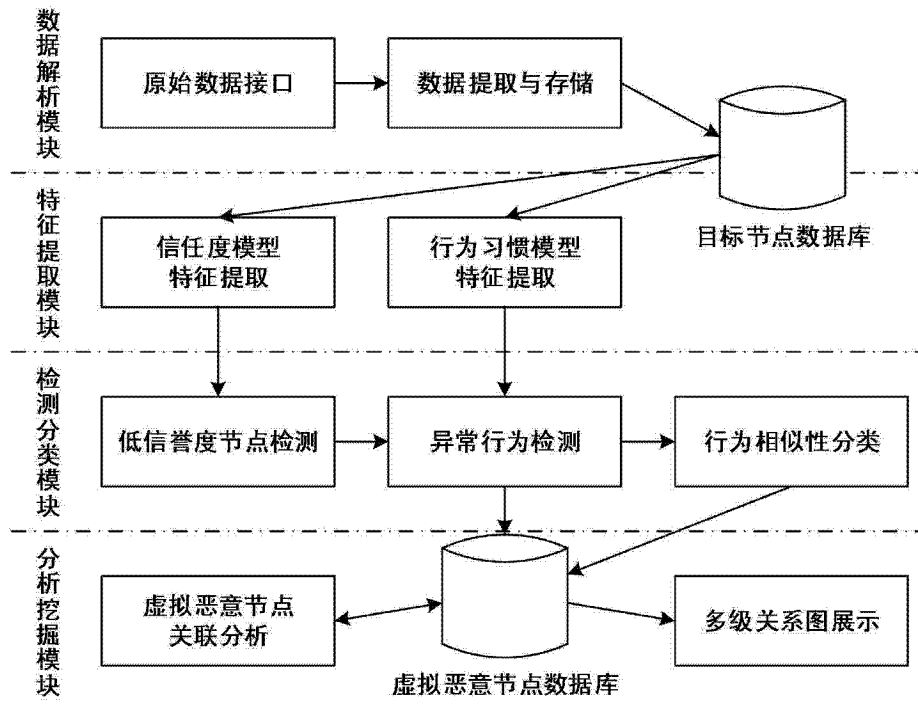 数据解析模块
原始数据接口
数据提取与存储
目标节点数据库
特征提取模块
信任度模型
特征提取
行为习惯模型
特征提取
检测分类模块
低信誉度节点检测
异常行为检测
行为相似性分类
分析挖掘模块
虚拟恶意节点
关联分析
虚拟恶意节点数据库
多级关系图展示